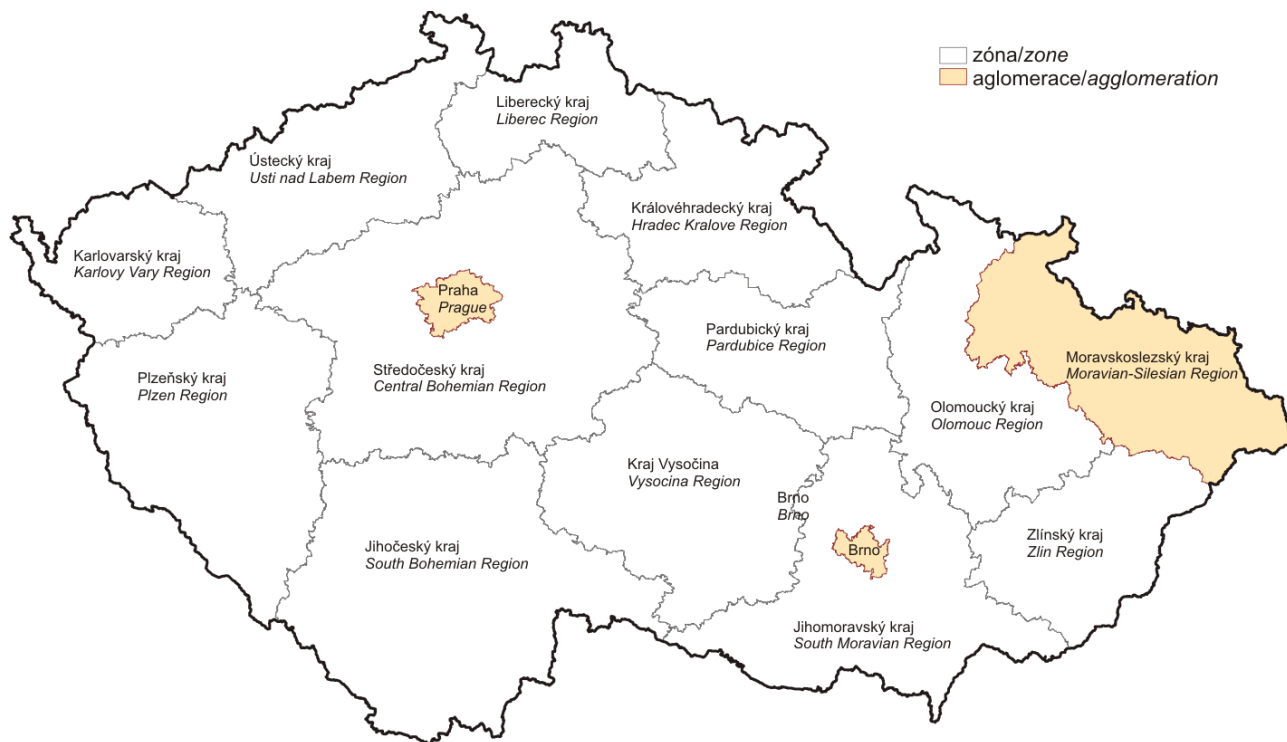 zóna/zone
aglomerace/agglomeration
Liberecký kraj
Liberec Region
Ústecký kraj
Usti nad Labem Region
Královéhradecký kraj
Hradec Kralove Region
Karlovarský kraj
Karlovy Vary Region
Praha
Prague
Pardubický kraj
Pardubice Region
Moravskoslezský kraj
Moravian-Silesian Region
Plzeňský kraj
Plzen Region
Středočeský kraj
Central Bohemian Region
Olomoucký kraj
Olomouc Region
Kraj Vysočina
Vysocina Region
Brno
Brno
Brno
Zlínský kraj
Zlin Region
Jihočeský kraj
South Bohemian Region
Jihomoravský kraj
South Moravian Region